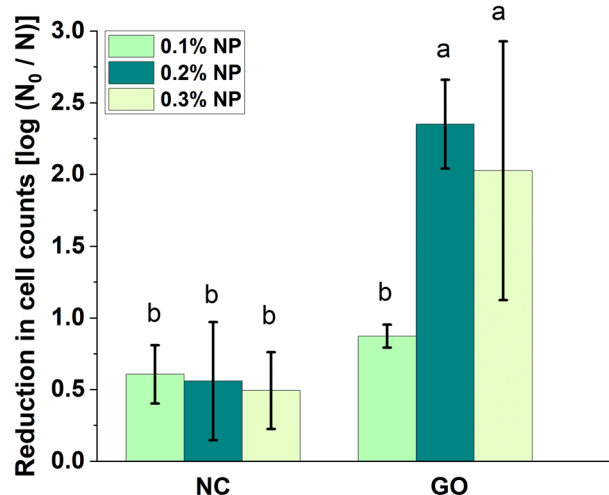 Reduction in cell counts [log (N₀ / N)]
3.0
2.5
2.0
1.5
1.0
0.5
0.0
0.1% NP
0.2% NP
0.3% NP
b
b
b
b
a
a
NC
GO